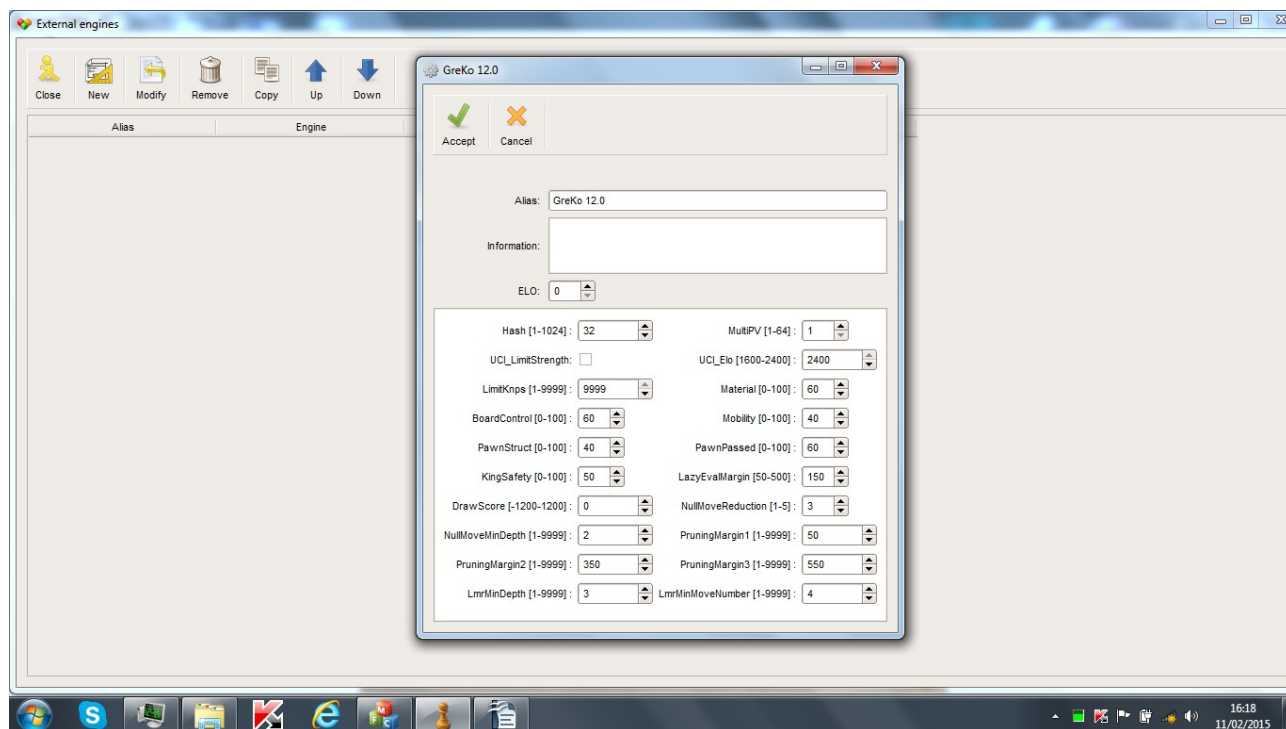 External engines
Close New Modify Remove Copy Up Down
Alias Engine
GreKo 12.0
Accept Cancel
Alias: GreKo 12.0
Information:
ELO: 0
Hash [1-1024] : 32 MultiPV [1-64] : 1
UCI_LimitStrength: UCI_Elo [1600-2400] : 2400
LimitKnps [1-9999] : 9999 Material [0-100] : 60
BoardControl [0-100] : 60 Mobility [0-100] : 40
PawnStruct [0-100] : 40 PawnPassed [0-100] : 60
KingSafety [0-100] : 50 LazyEvalMargin [50-500] : 150
DrawScore [-1200-1200] : 0 NullMoveReduction [1-5] : 3
NullMoveMinDepth [1-9999] : 2 PruningMargin1 [1-9999] : 50
PruningMargin2 [1-9999] : 350 PruningMargin3 [1-9999] : 550
LmrMinDepth [1-9999] : 3 LmrMinMoveNumber [1-9999] : 4
16:18
11/02/2015